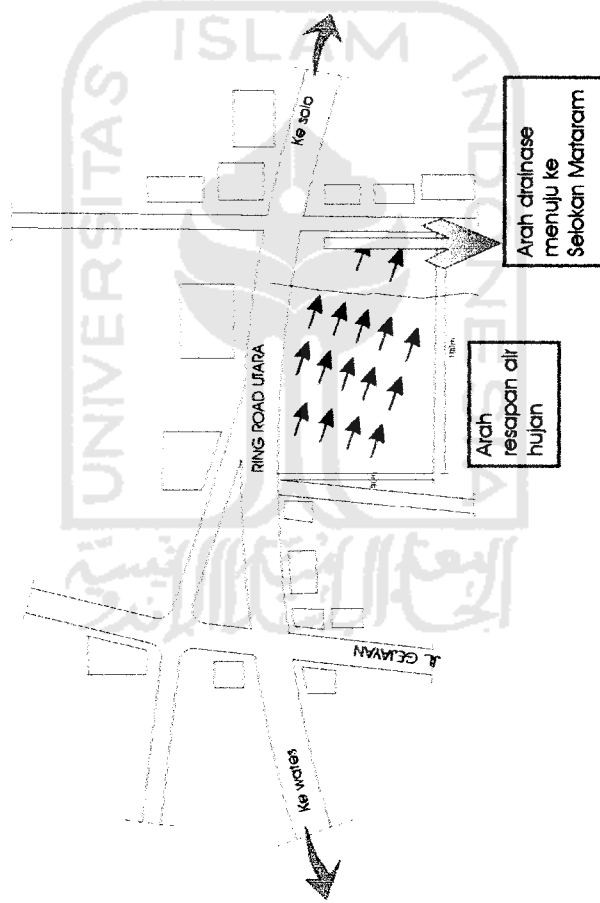 UNIVERSITAS
ISLAM
INDONESIA
Ke solo
RING ROAD UTARA
JL. GEJAYAN
Ke wates
Arah
resapan air
hujan
Arah drainase
menuju ke
Selokan Mataram